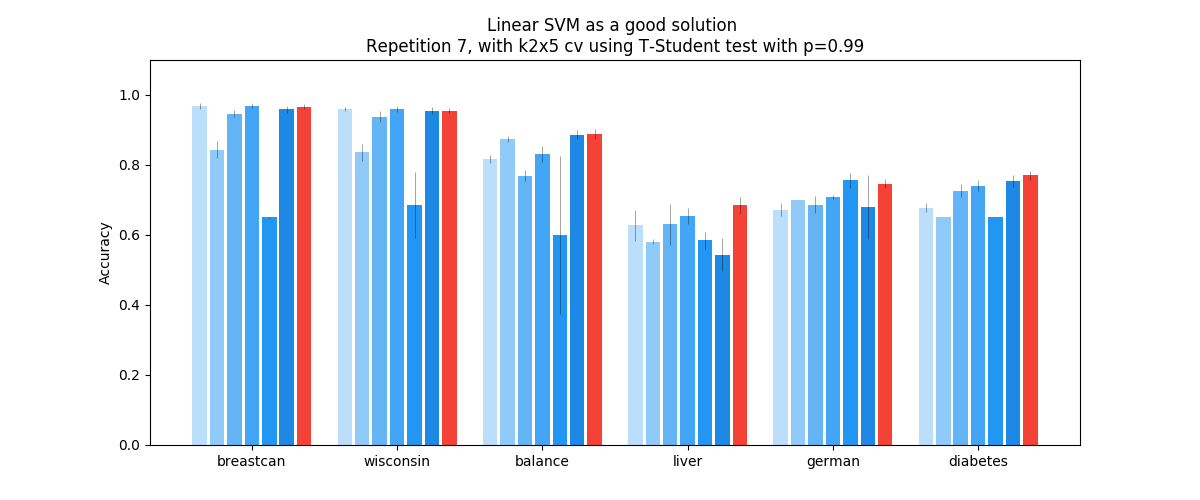 Linear SVM as a good solution
Repetition 7, with k2x5 cv using T-Student test with p=0.99
Accuracy
1.0
0.8
0.6
0.4
0.2
0.0
breastcan
wisconsin
balance
liver
german
diabetes